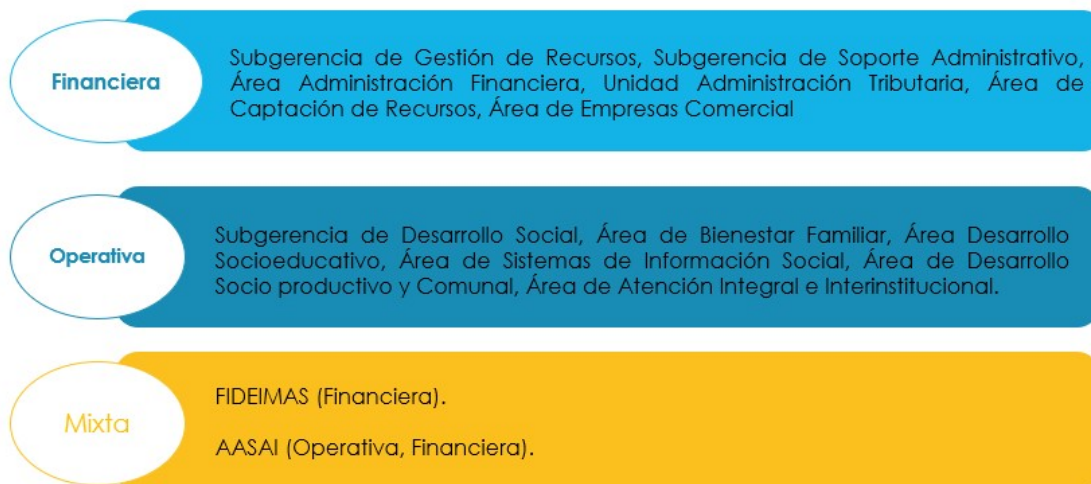 Financiera
Subgerencia de Gestión de Recursos, Subgerencia de Soporte Administrativo,
Área Administración Financiera, Unidad Administración Tributaria, Área de
Captación de Recursos, Área de Empresas Comercial
Operativa
Subgerencia de Desarrollo Social, Área de Bienestar Familiar, Área Desarrollo
Socioeducativo, Área de Sistemas de Información Social, Área de Desarrollo
Socio productivo y Comunal, Área de Atención Integral e Interinstitucional.
Mixta
FIDEIMAS (Financiera).
AASAI (Operativa, Financiera).